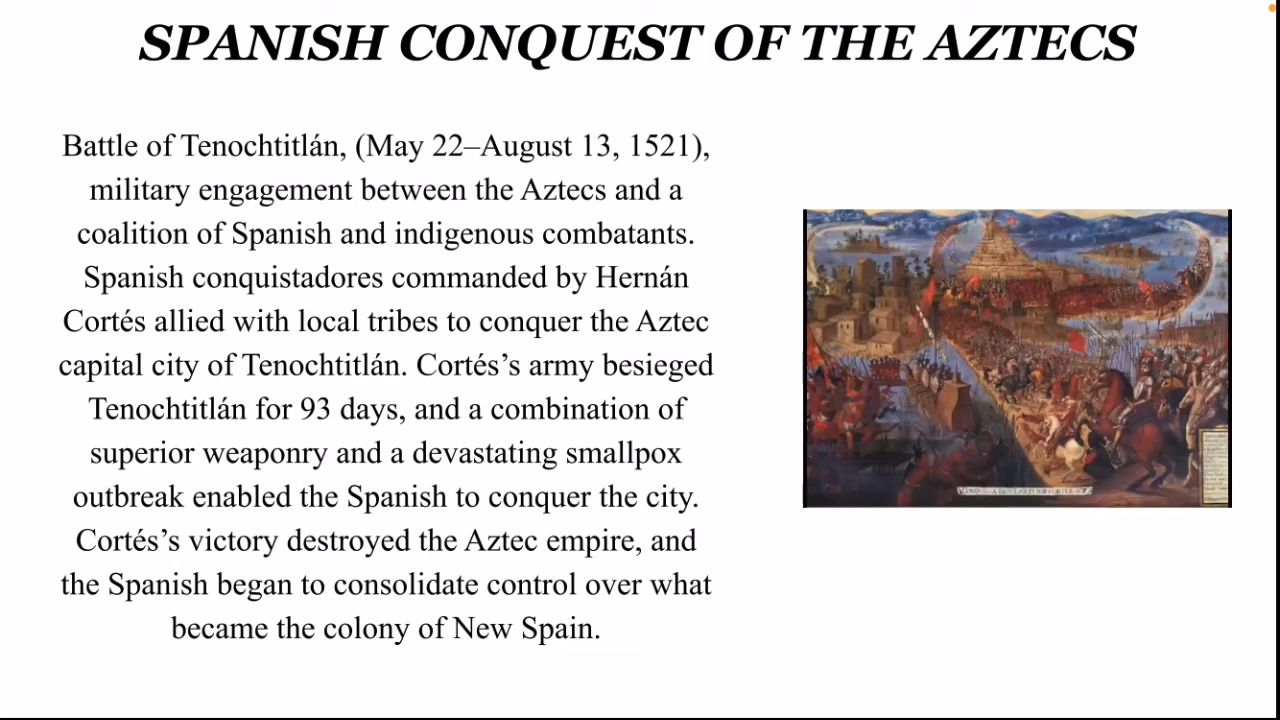 SPANISH CONQUEST OF THE AZTECS
Battle of Tenochtitlán, (May 22–August 13, 1521),
military engagement between the Aztecs and a
coalition of Spanish and indigenous combatants.
Spanish conquistadores commanded by Hernán
Cortés allied with local tribes to conquer the Aztec
capital city of Tenochtitlán. Cortés’s army besieged
Tenochtitlán for 93 days, and a combination of
superior weaponry and a devastating smallpox
outbreak enabled the Spanish to conquer the city.
Cortés’s victory destroyed the Aztec empire, and
the Spanish began to consolidate control over what
became the colony of New Spain.